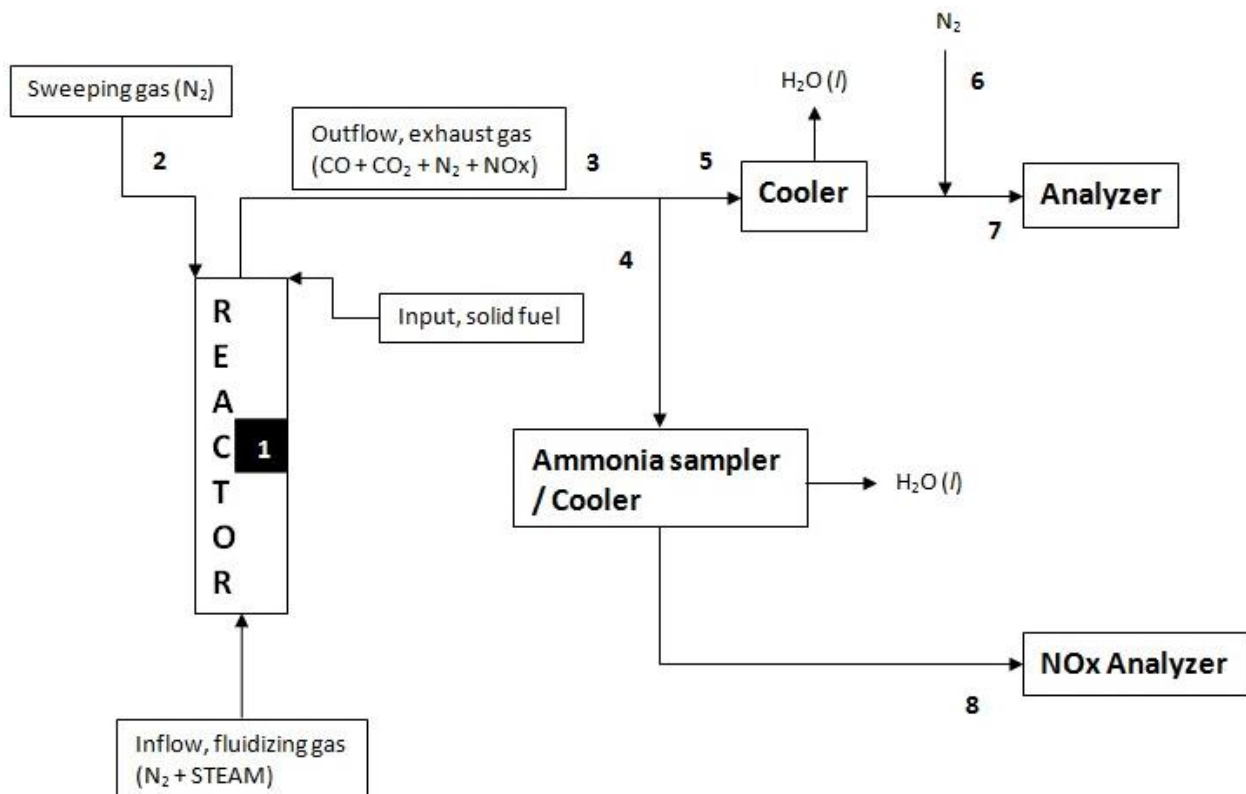 N₂
Sweeping gas (N₂)
6
H₂O (l)
Outflow, exhaust gas
(CO + CO₂ + N₂ + NOx)
2
3
5
Cooler
Analyzer
7
4
R
E
A
C
T
O
R
1
Input, solid fuel
Ammonia sampler
/ Cooler
H₂O (l)
NOx Analyzer
8
Inflow, fluidizing gas
(N₂ + STEAM)